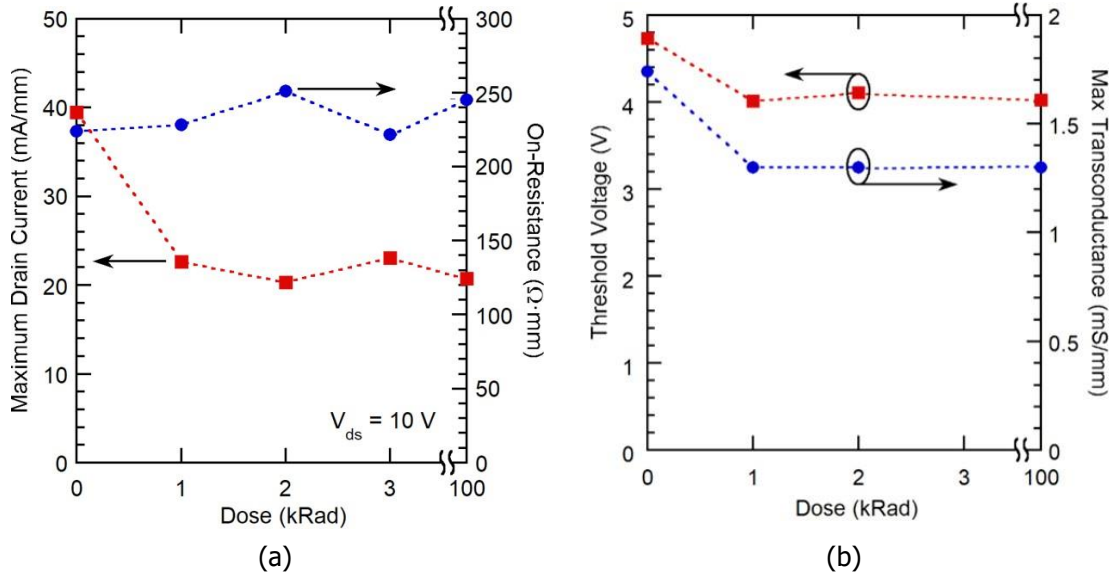 Maximum Drain Current (mA/mm)
50
40
30
20
10
0
300
250
200
150
100
50
0
On-Resistance (Ω·mm)
V_ds = 10 V
0 1 2 3 100
Dose (kRad)
(a)
Threshold Voltage (V)
5
4
3
2
1
0
2
1.5
1
0.5
0
Max Transconductance (mS/mm)
0 1 2 3 100
Dose (kRad)
(b)